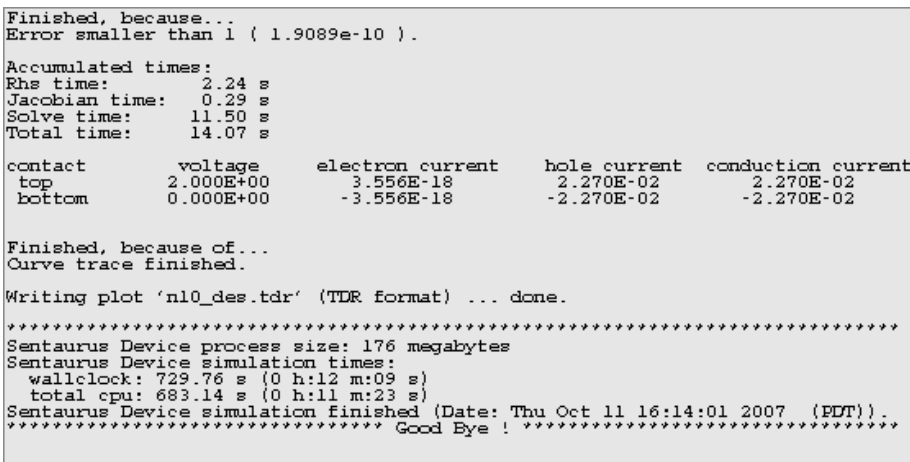 Finished, because...
Error smaller than 1 ( 1.9089e-10 ).
Accumulated times:
Rhs time: 2.24 s
Jacobian time: 0.29 s
Solve time: 11.50 s
Total time: 14.07 s
contact voltage electron current hole current conduction current
top 2.000E+00 3.556E-18 2.270E-02 2.270E-02
bottom 0.000E+00 -3.556E-18 -2.270E-02 -2.270E-02
Finished, because of...
Curve trace finished.
Writing plot 'n10_des.tdr' (TDR format) ... done.
******************************************************************************
Sentaurus Device process size: 176 megabytes
Sentaurus Device simulation times:
wallclock: 729.76 s (0 h:12 m:09 s)
total cpu: 683.14 s (0 h:11 m:23 s)
Sentaurus Device simulation finished (Date: Thu Oct 11 16:14:01 2007 (PDT)).
********************************* Good Bye ! *********************************